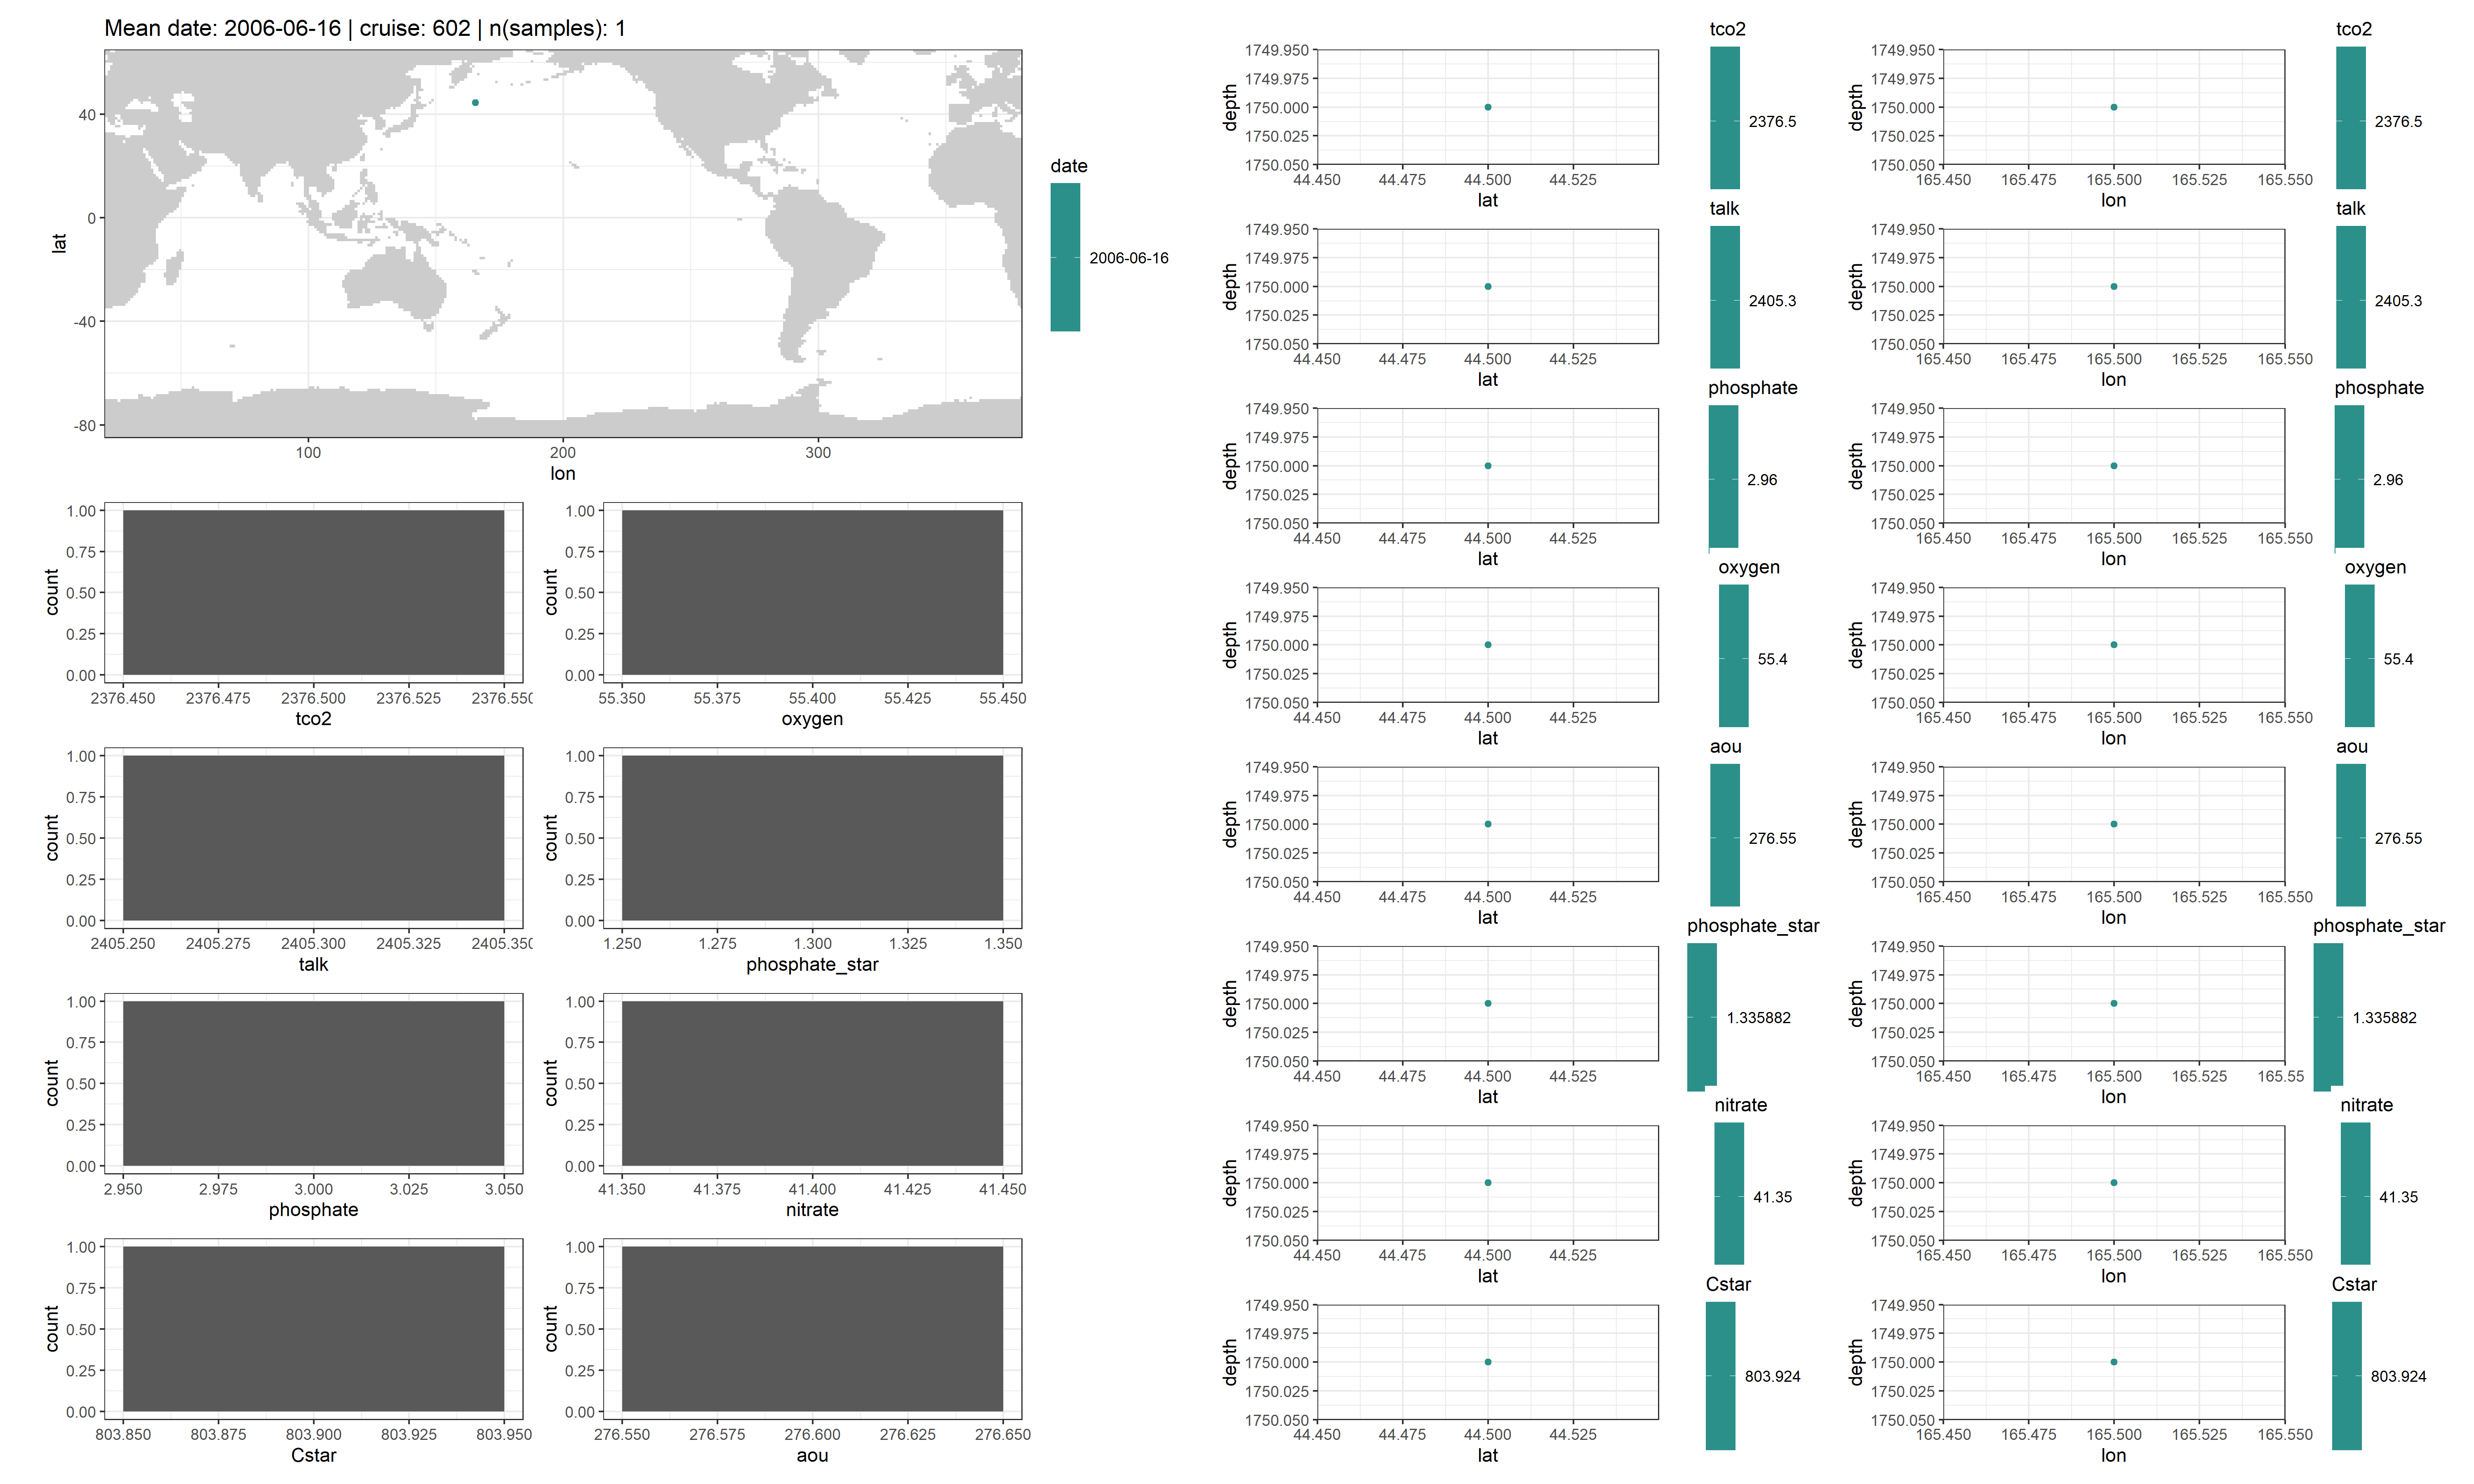 Mean date: 2006-06-16 | cruise: 602 | n(samples): 1
40
0
-40
-80
lat
100 200 300
lon
date
2006-06-16
1.00
0.75
0.50
0.25
0.00
count
2376.450 2376.475 2376.500 2376.525 2376.550
tco2
1.00
0.75
0.50
0.25
0.00
count
55.350 55.375 55.400 55.425 55.450
oxygen
1.00
0.75
0.50
0.25
0.00
count
2405.250 2405.275 2405.300 2405.325 2405.350
talk
1.00
0.75
0.50
0.25
0.00
count
1.250 1.275 1.300 1.325 1.350
phosphate_star
1.00
0.75
0.50
0.25
0.00
count
2.950 2.975 3.000 3.025 3.050
phosphate
1.00
0.75
0.50
0.25
0.00
count
41.350 41.375 41.400 41.425 41.450
nitrate
1.00
0.75
0.50
0.25
0.00
count
803.850 803.875 803.900 803.925 803.950
Cstar
1.00
0.75
0.50
0.25
0.00
count
276.550 276.575 276.600 276.625 276.650
aou
1749.950
1749.975
1750.000
1750.025
1750.050
depth
44.450 44.475 44.500 44.525
lat
tco2
2376.5
1749.950
1749.975
1750.000
1750.025
1750.050
depth
165.450 165.475 165.500 165.525 165.550
lon
tco2
2376.5
1749.950
1749.975
1750.000
1750.025
1750.050
depth
44.450 44.475 44.500 44.525
lat
talk
2405.3
1749.950
1749.975
1750.000
1750.025
1750.050
depth
165.450 165.475 165.500 165.525 165.550
lon
talk
2405.3
1749.950
1749.975
1750.000
1750.025
1750.050
depth
44.450 44.475 44.500 44.525
lat
phosphate
2.96
1749.950
1749.975
1750.000
1750.025
1750.050
depth
165.450 165.475 165.500 165.525 165.550
lon
phosphate
2.96
1749.950
1749.975
1750.000
1750.025
1750.050
depth
44.450 44.475 44.500 44.525
lat
oxygen
55.4
1749.950
1749.975
1750.000
1750.025
1750.050
depth
165.450 165.475 165.500 165.525 165.550
lon
oxygen
55.4
1749.950
1749.975
1750.000
1750.025
1750.050
depth
44.450 44.475 44.500 44.525
lat
aou
276.55
1749.950
1749.975
1750.000
1750.025
1750.050
depth
165.450 165.475 165.500 165.525 165.550
lon
aou
276.55
1749.950
1749.975
1750.000
1750.025
1750.050
depth
44.450 44.475 44.500 44.525
lat
phosphate_star
1.335882
1749.950
1749.975
1750.000
1750.025
1750.050
depth
165.450 165.475 165.500 165.525 165.55
lon
phosphate_star
1.335882
1749.950
1749.975
1750.000
1750.025
1750.050
depth
44.450 44.475 44.500 44.525
lat
nitrate
41.35
1749.950
1749.975
1750.000
1750.025
1750.050
depth
165.450 165.475 165.500 165.525 165.550
lon
nitrate
41.35
1749.950
1749.975
1750.000
1750.025
1750.050
depth
44.450 44.475 44.500 44.525
lat
Cstar
803.924
1749.950
1749.975
1750.000
1750.025
1750.050
depth
165.450 165.475 165.500 165.525 165.550
lon
Cstar
803.924